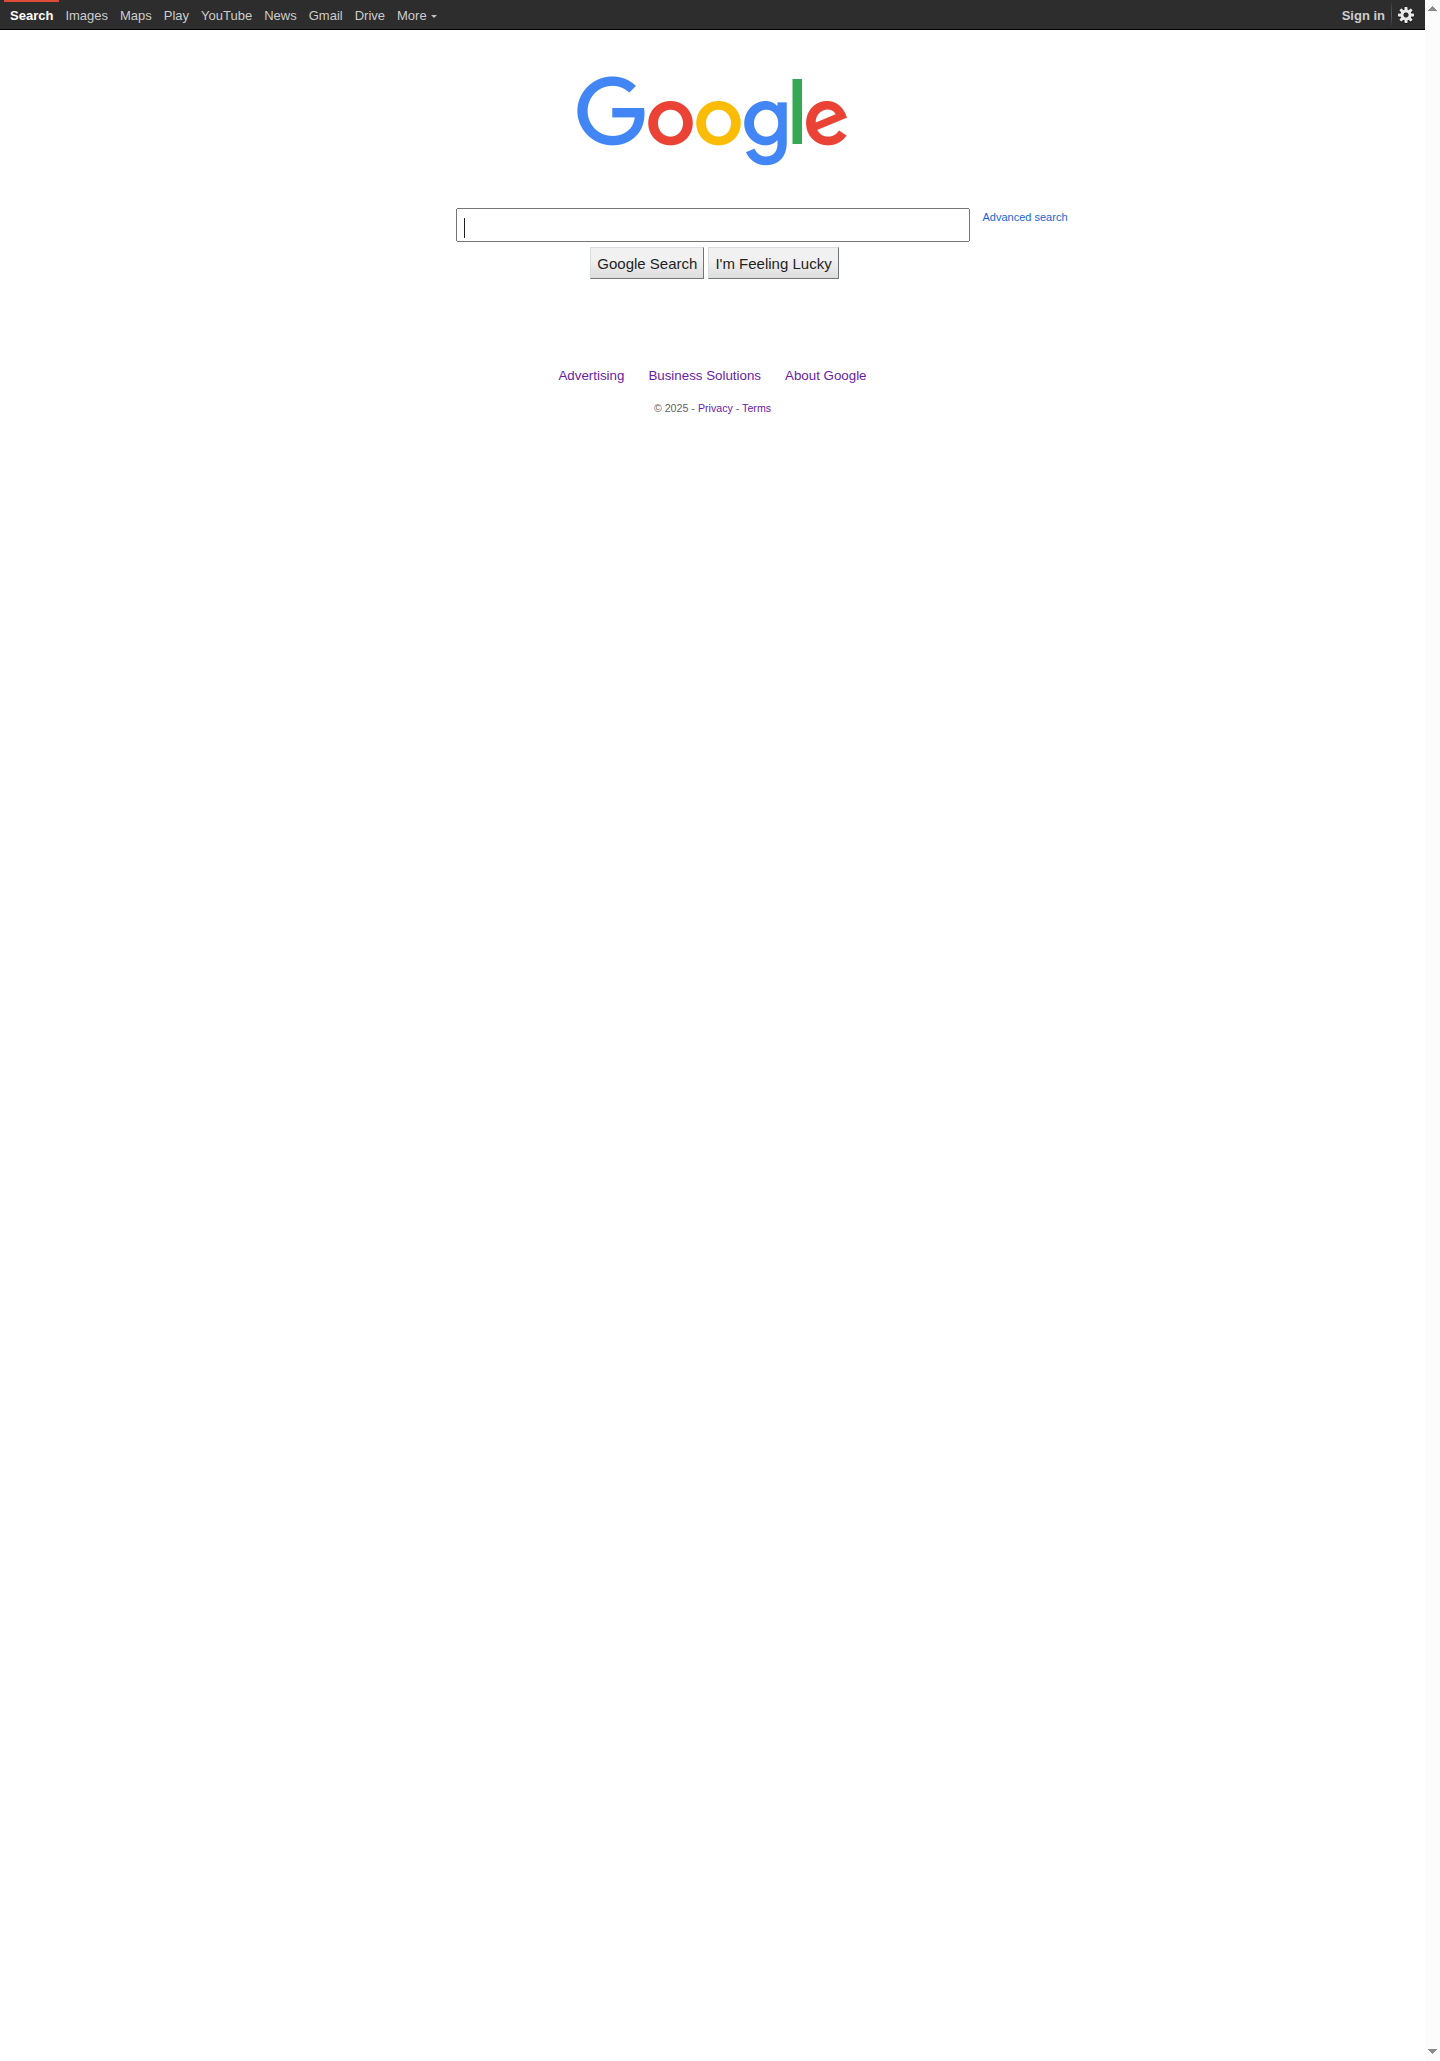 Search Images Maps Play YouTube News Gmail Drive More Sign in
Google
Advanced search
Google Search I'm Feeling Lucky
Advertising Business Solutions About Google
© 2025 - Privacy - Terms